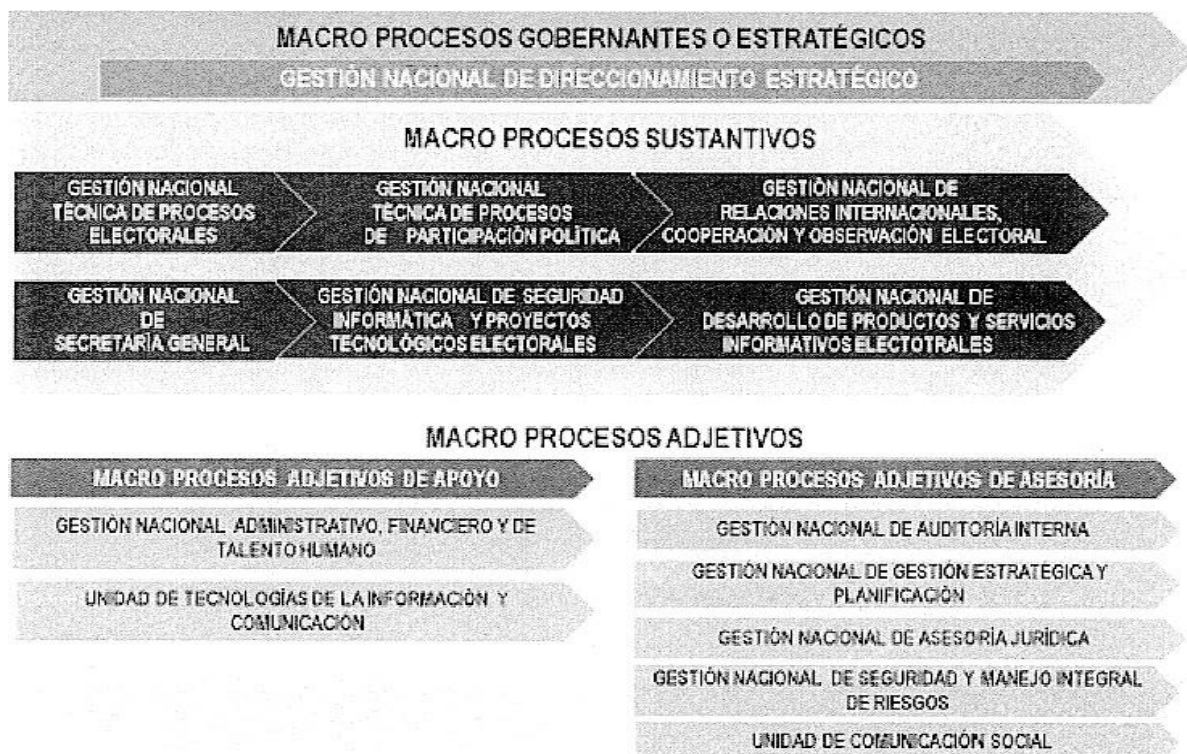 MACRO PROCESOS GOBERNANTES O ESTRATÉGICOS
GESTIÓN NACIONAL DE DIRECCIONAMIENTO ESTRATÉGICO
MACRO PROCESOS SUSTANTIVOS
GESTIÓN NACIONAL
TÉCNICA DE PROCESOS
ELECTORALES
GESTIÓN NACIONAL
TÉCNICA DE PROCESOS
DE PARTICIPACIÓN POLÍTICA
GESTIÓN NACIONAL DE
RELACIONES INTERNACIONALES,
COOPERACION Y OBSERVACIÓN ELECTORAL
GESTIÓN NACIONAL
DE
SECRETARÍA GENERAL
GESTIÓN NACIONAL DE SEGURIDAD
INFORMÁTICA Y PROYECTOS
TECNOLÓGICOS ELECTORALES
GESTIÓN NACIONAL DE
DESARROLLO DE PRODUCTOS Y SERVICIOS
INFORMATIVOS ELECTOTRALES
MACRO PROCESOS ADJETIVOS
MACRO PROCESOS ADJETIVOS DE APOYO
GESTIÓN NACIONAL ADMINISTRATIVO, FINANCIERO Y DE
TALENTO HUMANO
UNIDAD DE TECNOLOGÍAS DE LA INFORMACIÓN Y
COMUNICACIÓN
MACRO PROCESOS ADJETIVOS DE ASESORÍA
GESTIÓN NACIONAL DE AUDITORÍA INTERNA
GESTIÓN NACIONAL DE GESTIÓN ESTRATÉGICA Y
PLANIFICACIÓN
GESTIÓN NACIONAL DE ASESORÍA JURÍDICA
GESTIÓN NACIONAL DE SEGURIDAD Y MANEJO INTEGRAL
DE RIESGOS
UNIDAD DE COMUNICACIÓN SOCIAL